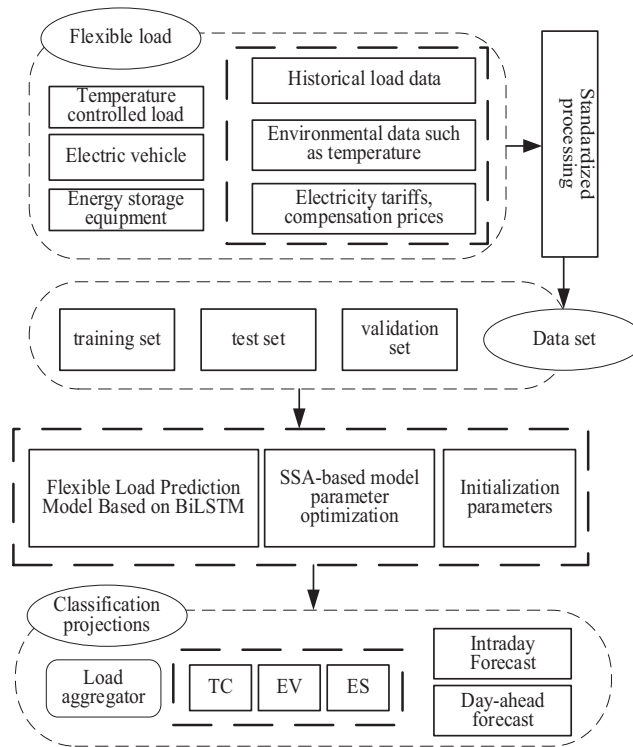 Flexible load
Temperature
controlled load
Electric vehicle
Energy storage
equipment
Historical load data
Environmental data such
as temperature
Electricity tariffs,
compensation prices
Standardized
processing
training set
test set
validation
set
Data set
Flexible Load Prediction
Model Based on BiLSTM
SSA-based model
parameter
optimization
Initialization
parameters
Classification
projections
Load
aggregator
TC
EV
ES
Intraday
Forecast
Day-ahead
forecast